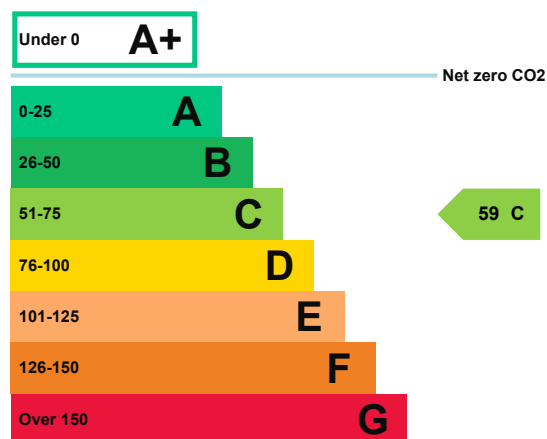 Under 0 A+
Net zero CO2
0-25 A
26-50 B
51-75 C
59 C
76-100 D
101-125 E
126-150 F
Over 150 G